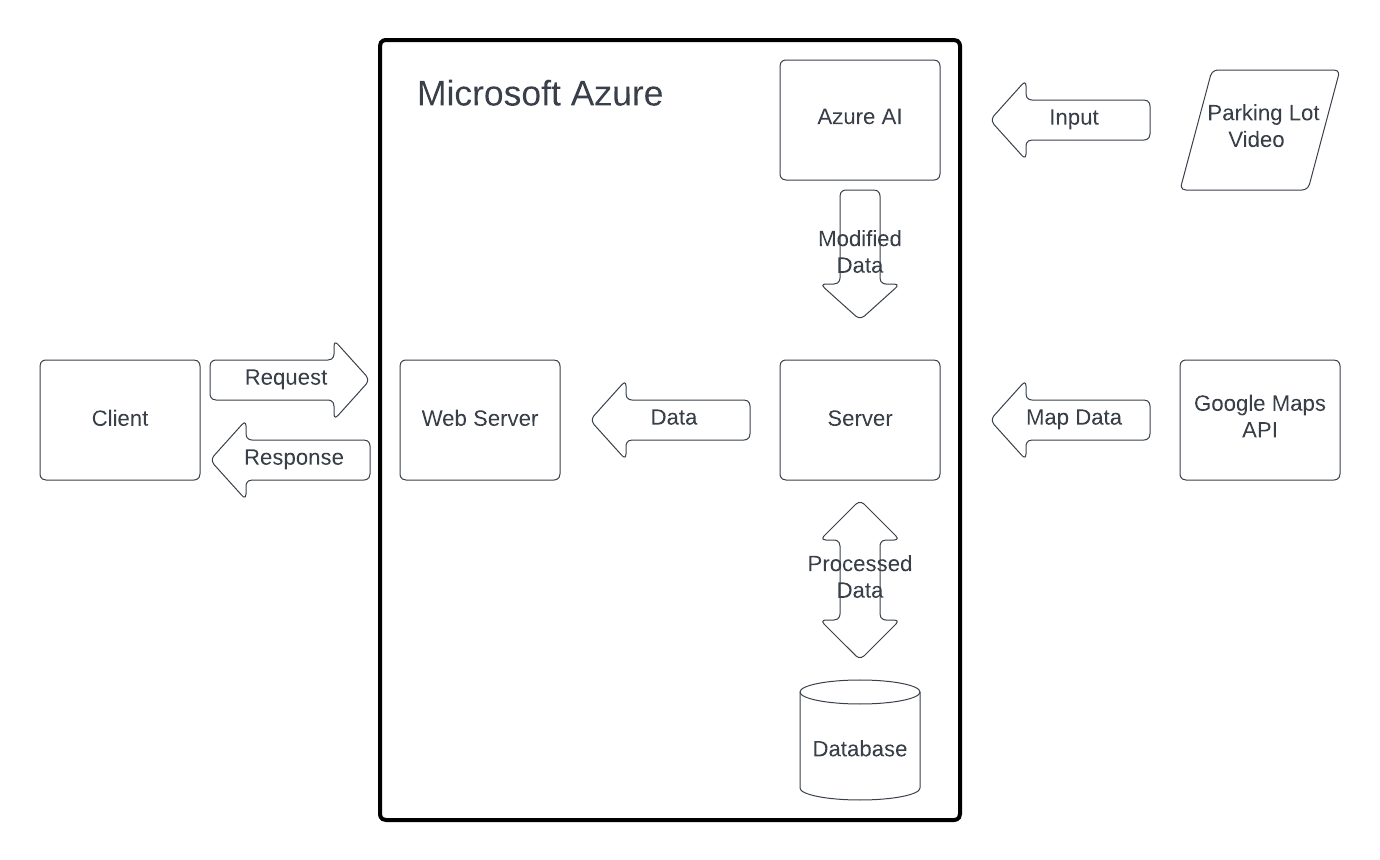 Microsoft Azure
Azure AI
Input
Parking Lot
Video
Modified
Data
Client
Request
Response
Web Server
Data
Server
Map Data
Google Maps
API
Processed
Data
Database